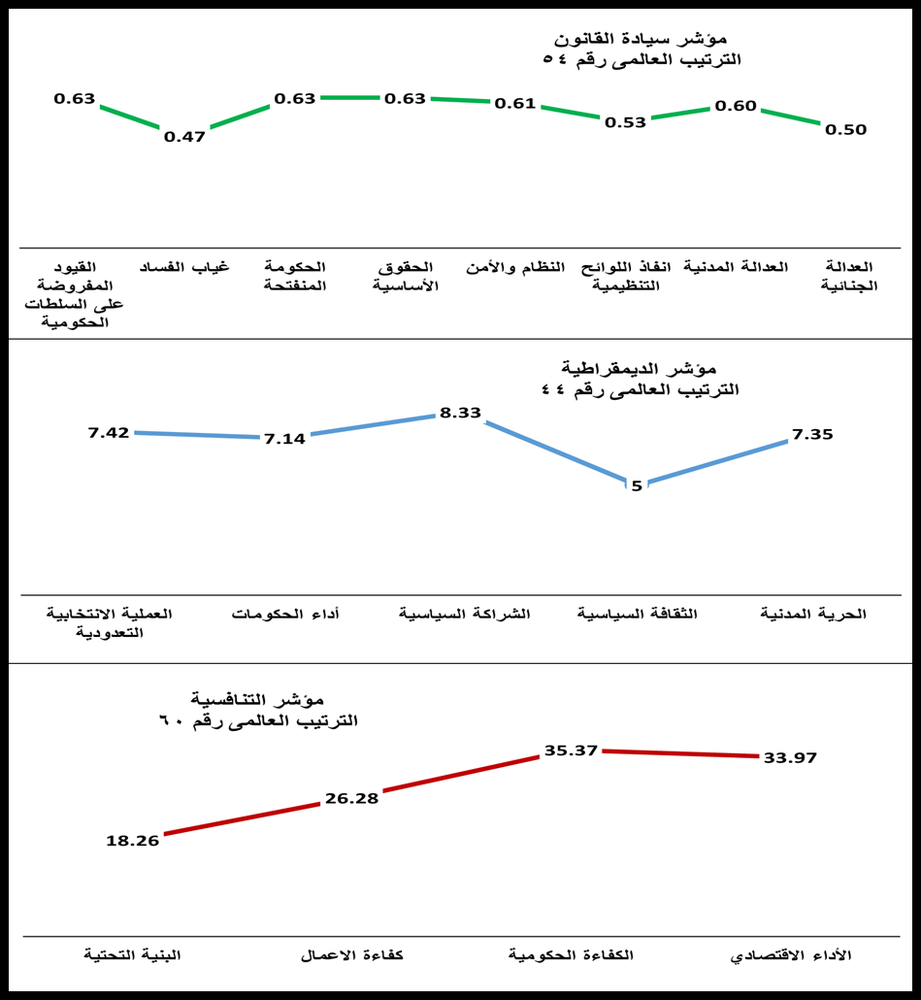 مؤشر سيادة القانون
الترتيب العالمى رقم ٥٤
0.63
0.47
0.63
0.63
0.61
0.53
0.60
0.50
القيود
المفروضة
على السلطات
الحكومية
غياب الفساد
الحكومة
المنفتحة
الحقوق
الأساسية
النظام والأمن
انفاذ اللوائح
التنظيمية
العدالة المدنية
العدالة
الجنائية
مؤشر الديمقراطية
الترتيب العالمى رقم ٤٤
7.42
7.14
8.33
5
7.35
العملية الانتخابية
التعدودية
أداء الحكومات
الشراكة السياسية
الثقافة السياسية
الحرية المدنية
مؤشر التنافسية
الترتيب العالمى رقم ٦٠
18.26
26.28
35.37
33.97
البنية التحتية
كفاءة الاعمال
الكفاءة الحكومية
الأداء الاقتصادي